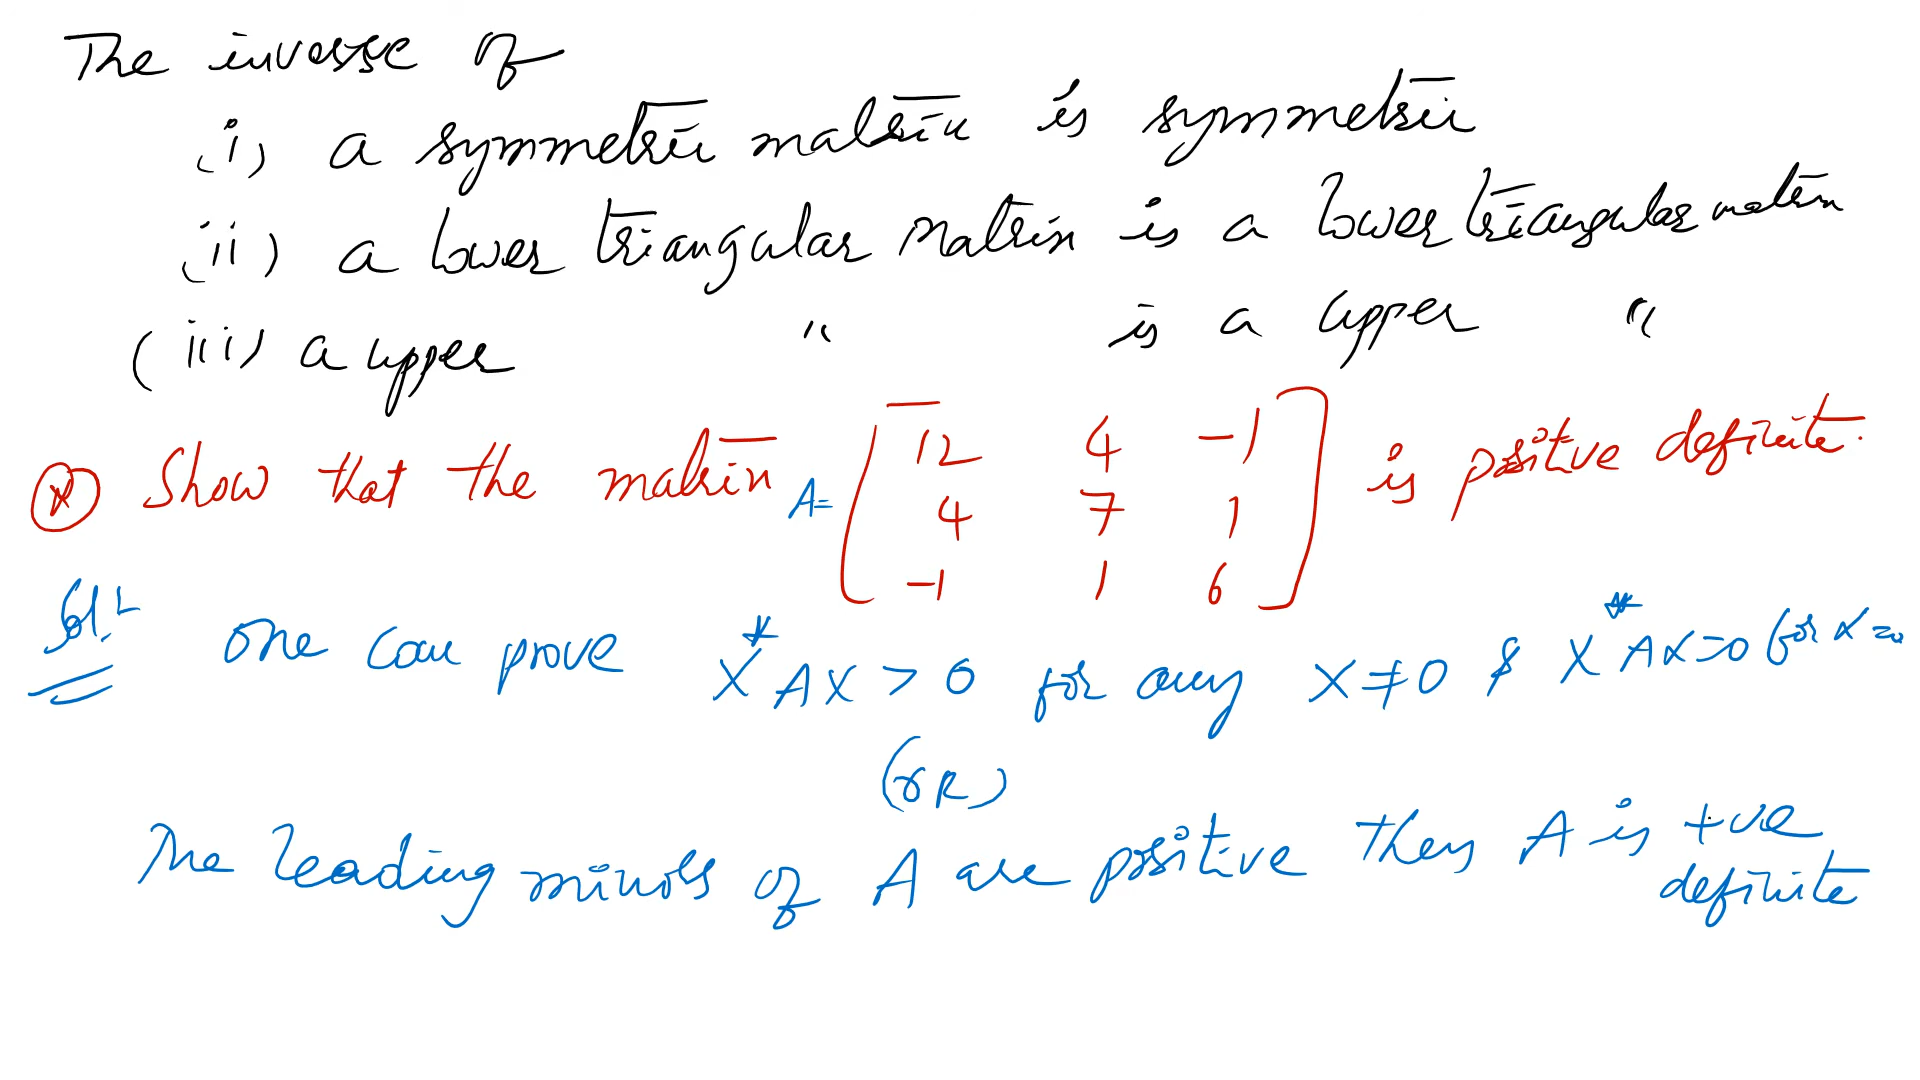 The inverse of
(i) a symmetric matrix is symmetric
(ii) a lower triangular matrix is a lower triangular matrix
(iii) a upper " is a upper "
* Show that the matrix A = [ 12 4 -1 ] is positve definite.
4 7 1
-1 1 6
Sol:- One can prove X* A X > 0 for any X ≠ 0 & X* A X = 0 for X = 0
(OR)
The leading minors of A are positive then A is +ve
definite